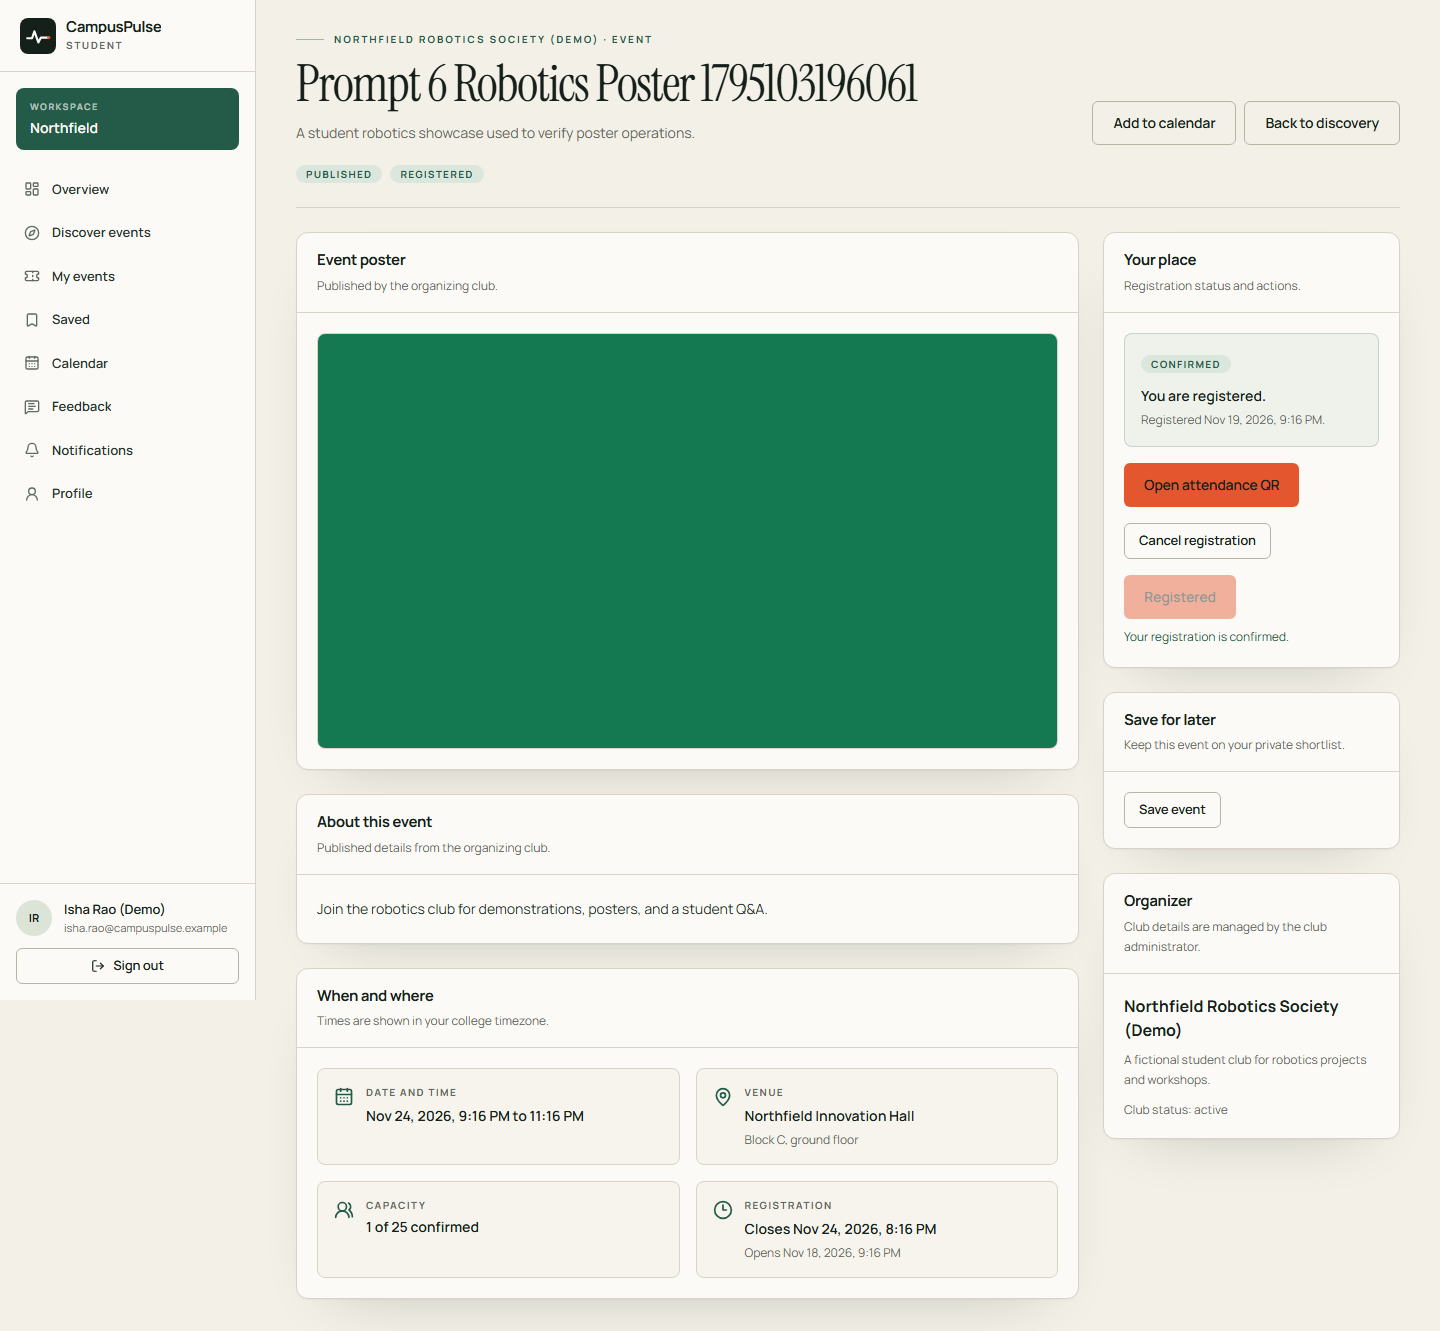 CampusPulse
STUDENT
WORKSPACE
Northfield
Overview
Discover events
My events
Saved
Calendar
Feedback
Notifications
Profile
IR
Isha Rao (Demo)
isha.rao@campuspulse.example
Sign out
NORTHFIELD ROBOTICS SOCIETY (DEMO) · EVENT
Prompt 6 Robotics Poster 1795103196061
A student robotics showcase used to verify poster operations.
PUBLISHED
REGISTERED
Add to calendar
Back to discovery
Event poster
Published by the organizing club.
About this event
Published details from the organizing club.
Join the robotics club for demonstrations, posters, and a student Q&A.
When and where
Times are shown in your college timezone.
DATE AND TIME
Nov 24, 2026, 9:16 PM to 11:16 PM
VENUE
Northfield Innovation Hall
Block C, ground floor
CAPACITY
1 of 25 confirmed
REGISTRATION
Closes Nov 24, 2026, 8:16 PM
Opens Nov 18, 2026, 9:16 PM
Your place
Registration status and actions.
CONFIRMED
You are registered.
Registered Nov 19, 2026, 9:16 PM.
Open attendance QR
Cancel registration
Registered
Your registration is confirmed.
Save for later
Keep this event on your private shortlist.
Save event
Organizer
Club details are managed by the club
administrator.
Northfield Robotics Society
(Demo)
A fictional student club for robotics projects
and workshops.
Club status: active